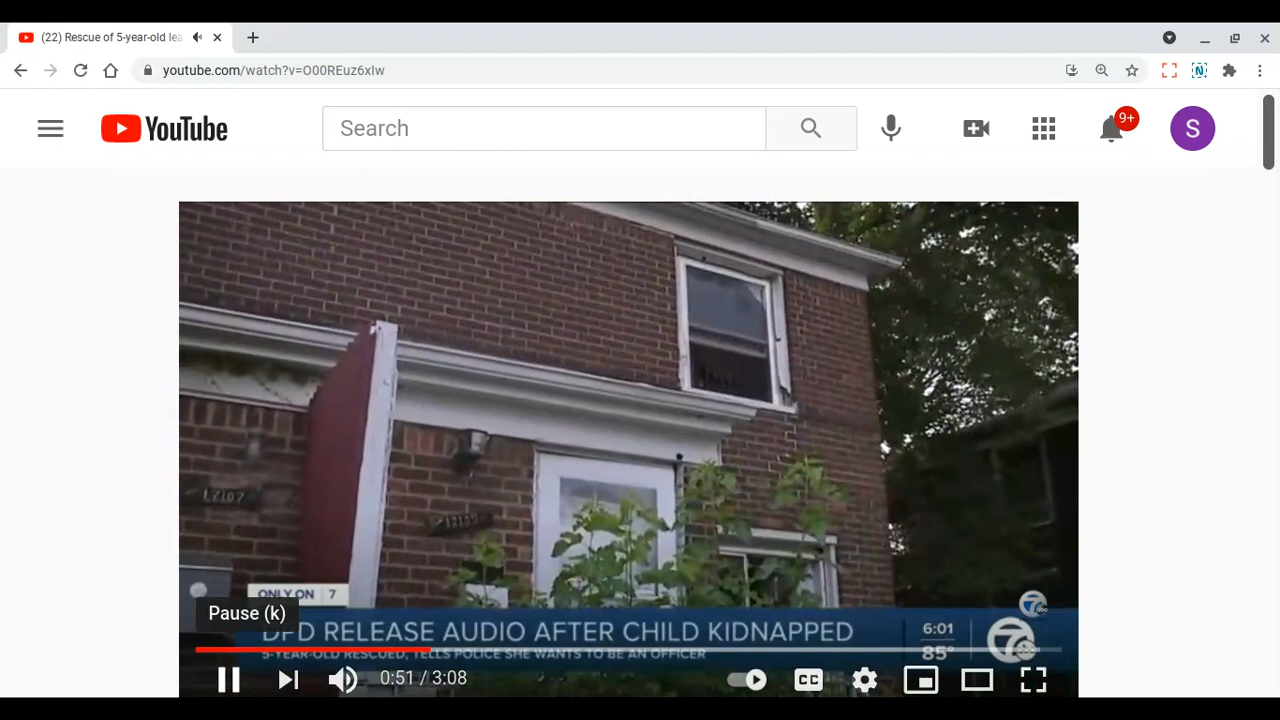 (22) Rescue of 5-year-old lea
youtube.com/watch?v=O00REuz6xIw
YouTube
Search
9+
S
12107
ONLY ON 7
Pause (k)
DPD RELEASE AUDIO AFTER CHILD KIDNAPPED
5-YEAR-OLD RESCUED, TELLS POLICE SHE WANTS TO BE AN OFFICER
6:01
85°
7
0:51 / 3:08
CC